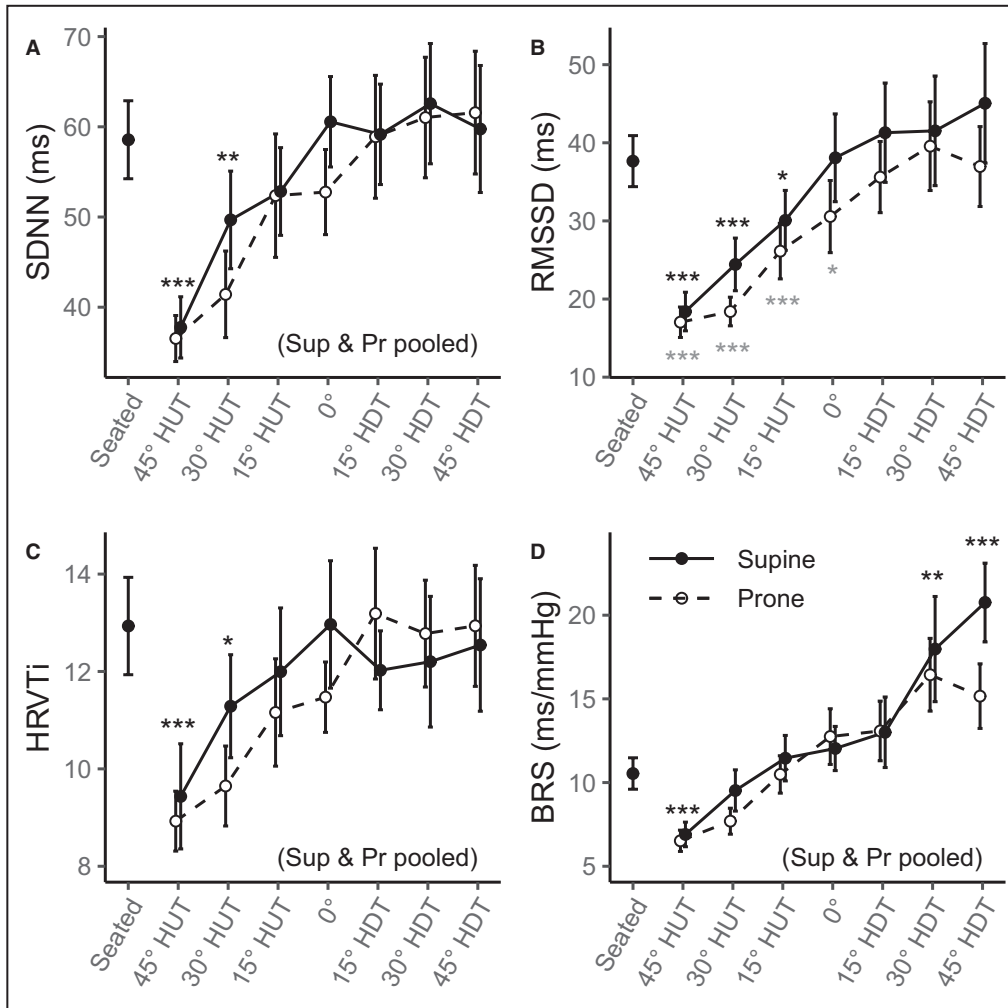 A
SDNN (ms)
70
60
50
40
***
**
(Sup & Pr pooled)
Seated
45° HUT
30° HUT
15° HUT
0°
15° HDT
30° HDT
45° HDT
B
RMSSD (ms)
50
40
30
20
10
***
***
*
***
***
***
*
Seated
45° HUT
30° HUT
15° HUT
0°
15° HDT
30° HDT
45° HDT
C
HRVTi
14
12
10
8
***
*
(Sup & Pr pooled)
Seated
45° HUT
30° HUT
15° HUT
0°
15° HDT
30° HDT
45° HDT
D
BRS (ms/mmHg)
20
15
10
5
Supine
Prone
***
**
***
(Sup & Pr pooled)
Seated
45° HUT
30° HUT
15° HUT
0°
15° HDT
30° HDT
45° HDT